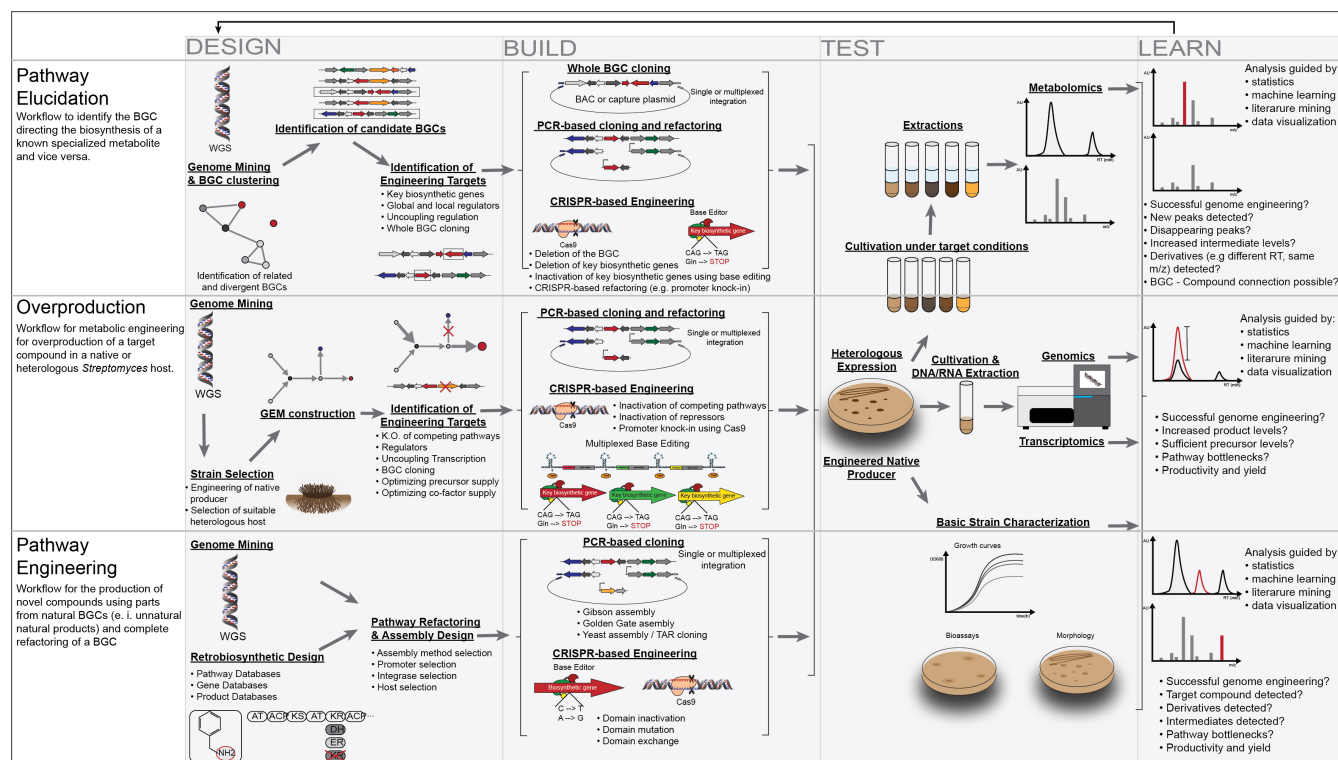 DESIGN
BUILD
TEST
LEARN
Pathway
Elucidation
Workflow to identify the BGC
directing the biosynthesis of a
known specialized metabolite
and vice versa.
WGS
Genome Mining
& BGC clustering
Identification of related
and divergent BGCs
Identification of candidate BGCs
Identification of
Engineering Targets
• Key biosynthetic genes
• Global and local regulators
• Uncoupling regulation
• Whole BGC cloning
Whole BGC cloning
BAC or capture plasmid
Single or multiplexed
integration
PCR-based cloning and refactoring
CRISPR-based Engineering
Cas9
Base Editor
Key biosynthetic gene
CAG --> TAG
Gln --> STOP
• Deletion of the BGC
• Deletion of key biosynthetic genes
• Inactivation of key biosynthetic genes using base editing
• CRISPR-based refactoring (e.g. promoter knock-in)
Extractions
Cultivation under target conditions
Metabolomics
AU
RT (min)
AU
m/z
AU
m/z
AU
m/z
Analysis guided by
• statistics
• machine learning
• literarure mining
• data visualization
• Successful genome engineering?
• New peaks detected?
• Disappearing peaks?
• Increased intermediate levels?
• Derivatives (e.g different RT, same
m/z) detected?
• BGC - Compound connection possible?
Overproduction
Workflow for metabolic engineering
for overproduction of a target
compound in a native or
heterologous Streptomyces host.
Genome Mining
WGS
Strain Selection
• Engineering of native
producer
• Selection of suitable
heterologous host
GEM construction
Identification of
Engineering Targets
• K.O. of competing pathways
• Regulators
• Uncoupling Transcription
• BGC cloning
• Optimizing precursor supply
• Optimizing co-factor supply
PCR-based cloning and refactoring
Single or multiplexed
integration
CRISPR-based Engineering
Cas9
• Inactivation of competing pathways
• Inactivation of repressors
• Promoter knock-in using Cas9
Multiplexed Base Editing
Key biosynthetic gene
Key biosynthetic gene
Key biosynthetic gene
CAG --> TAG
Gln --> STOP
CAG --> TAG
Gln --> STOP
CAG --> TAG
Gln --> STOP
Heterologous
Expression
Engineered Native
Producer
Cultivation &
DNA/RNA Extraction
Genomics
Transcriptomics
Basic Strain Characterization
AU
RT (min)
Analysis guided by:
• statistics
• machine learning
• literarure mining
• data visualization
• Successful genome engineering?
• Increased product levels?
• Sufficient precursor levels?
• Pathway bottlenecks?
• Productivity and yield
Pathway
Engineering
Workflow for the production of
novel compounds using parts
from natural BGCs (e. i. unnatural
natural products) and complete
refactoring of a BGC
Genome Mining
WGS
Retrobiosynthetic Design
• Pathway Databases
• Gene Databases
• Product Databases
NH2
AT ACP KS AT KR ACP...
DH
ER
KR
Pathway Refactoring
& Assembly Design
• Assembly method selection
• Promoter selection
• Integrase selection
• Host selection
PCR-based cloning
Single or multiplexed
integration
• Gibson assembly
• Golden Gate assembly
• Yeast assembly / TAR cloning
CRISPR-based Engineering
Base Editor
Biosynthetic gene
C --> T
A --> G
Cas9
• Domain inactivation
• Domain mutation
• Domain exchange
Growth curves
OD600
time(h)
Bioassays
Morphology
AU
RT (min)
AU
m/z
Analysis guided by
• statistics
• machine learning
• literarure mining
• data visualization
• Successful genome engineering?
• Target compound detected?
• Derivatives detected?
• Intermediates detected?
• Pathway bottlenecks?
• Productivity and yield